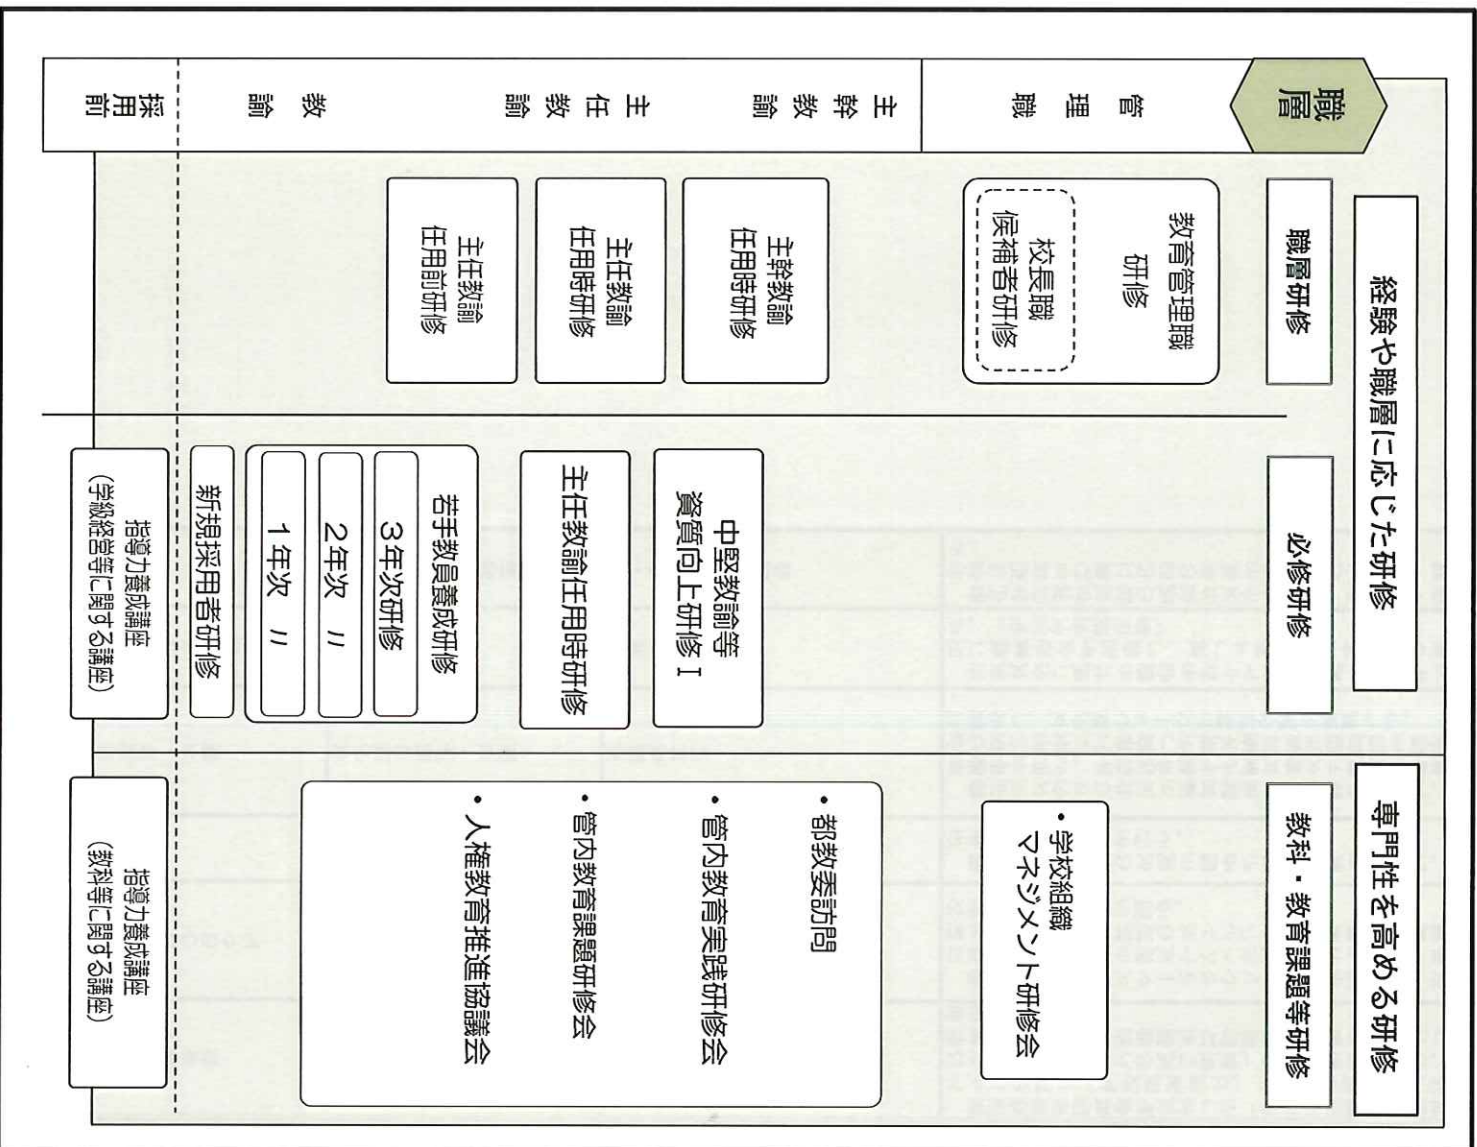 職層
経験や職層に応じた研修
専門性を高める研修
職層研修
必修研修
教科・教育課題等研修
管理職
教育管理職
研修
校長職
候補者研修
・学校組織
マネジメント研修会
主幹教諭
主幹教諭
任用時研修
中堅教諭等
資質向上研修Ⅰ
・都教委訪問
・管内教育実践研修会
・管内教育課題研修会
・人権教育推進協議会
主任教諭
主任教諭
任用時研修
主任教諭任用時研修
教諭
主任教諭
任用前研修
若手教員養成研修
3年次研修
2年次 〃
1年次 〃
新規採用者研修
採用前
指導力養成講座
(学級経営等に関する講座)
指導力養成講座
(教科等に関する講座)